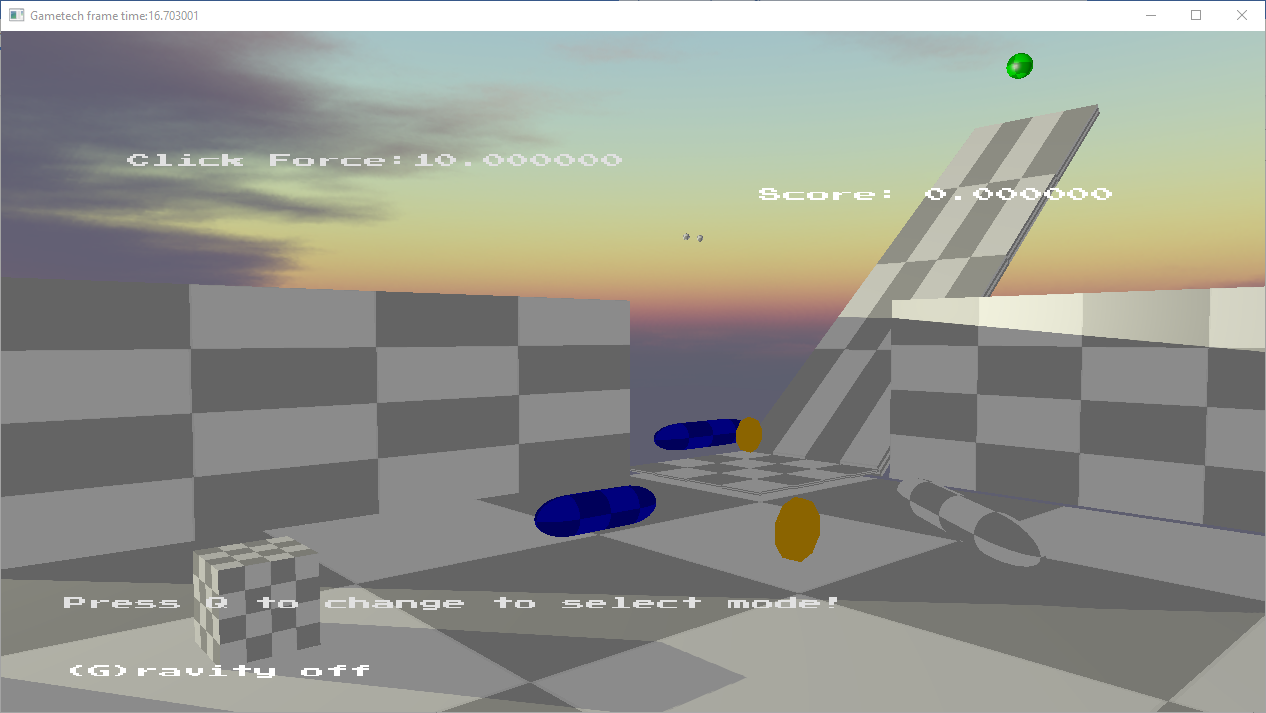 Gametech frame time:16.703001
Click Force:10.000000
Score: 0.000000
Press Q to change to select mode!
(G)ravity off